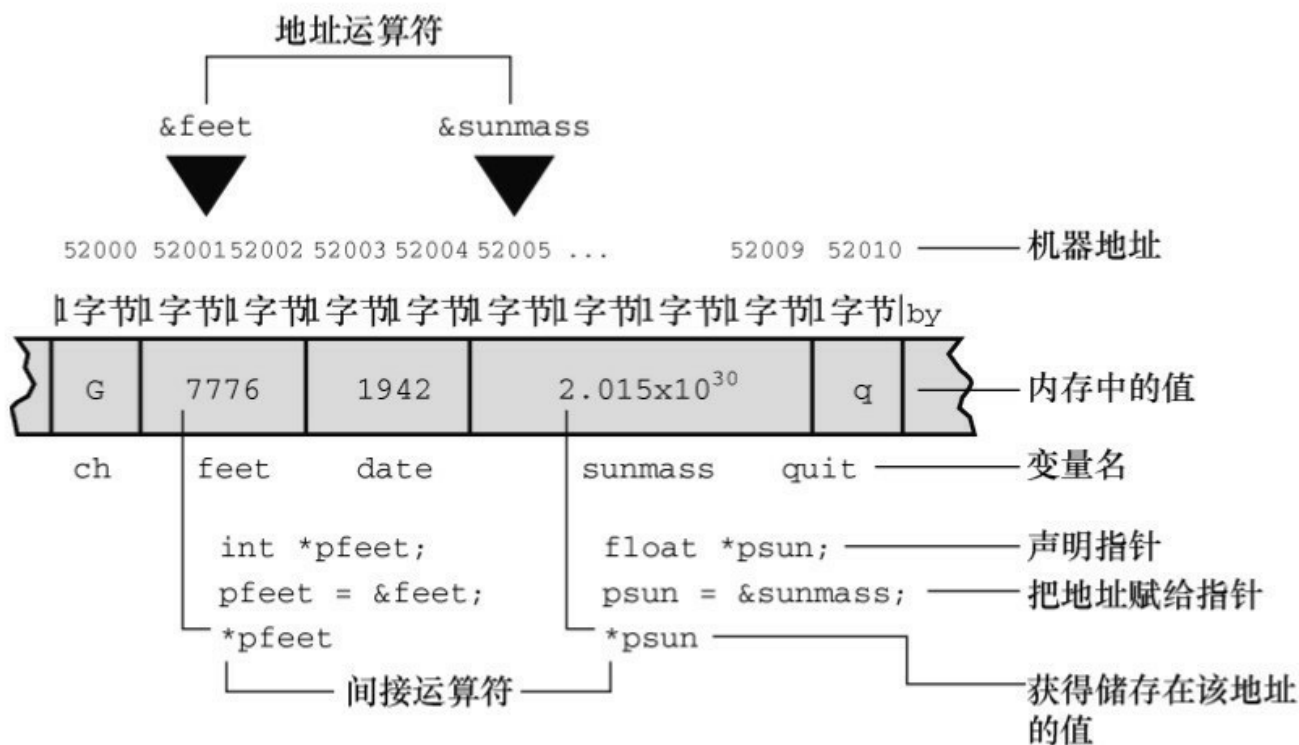 地址运算符
&feet &sunmass
52000 52001 52002 52003 52004 52005 ... 52009 52010 机器地址
1字节 1字节 1字节 1字节 1字节 1字节 1字节 1字节 1字节 1字节 by
G 7776 1942 2.015x10³⁰ q 内存中的值
ch feet date sunmass quit 变量名
int *pfeet; float *psun; 声明指针
pfeet = &feet; psun = &sunmass; 把地址赋给指针
*pfeet *psun
间接运算符 获得储存在该地址
的值